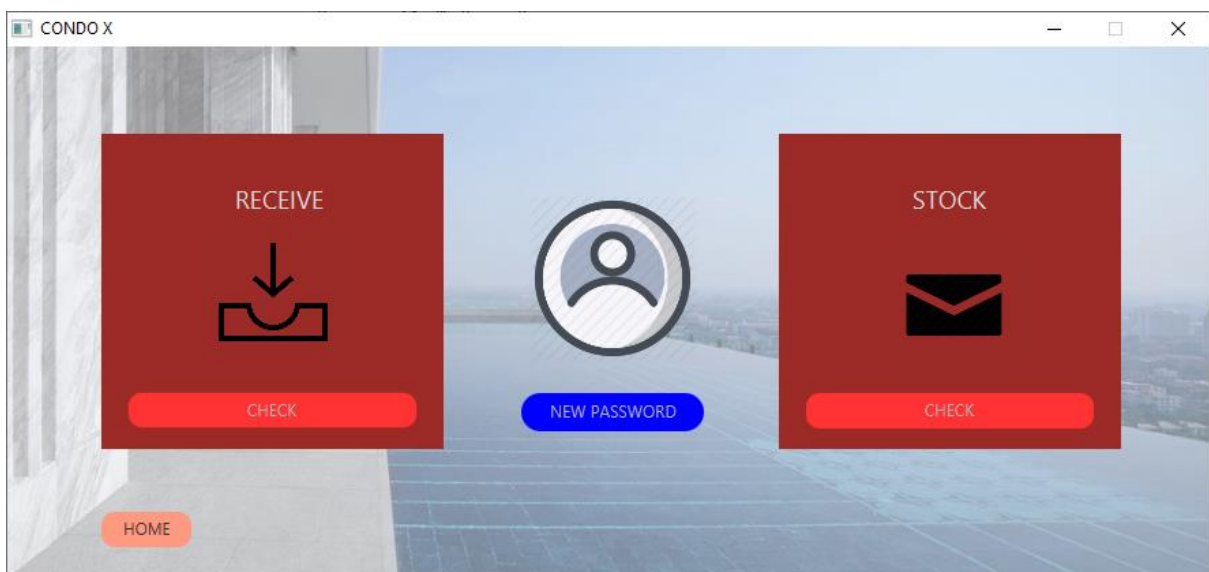 CONDO X
RECEIVE
STOCK
CHECK
NEW PASSWORD
CHECK
HOME